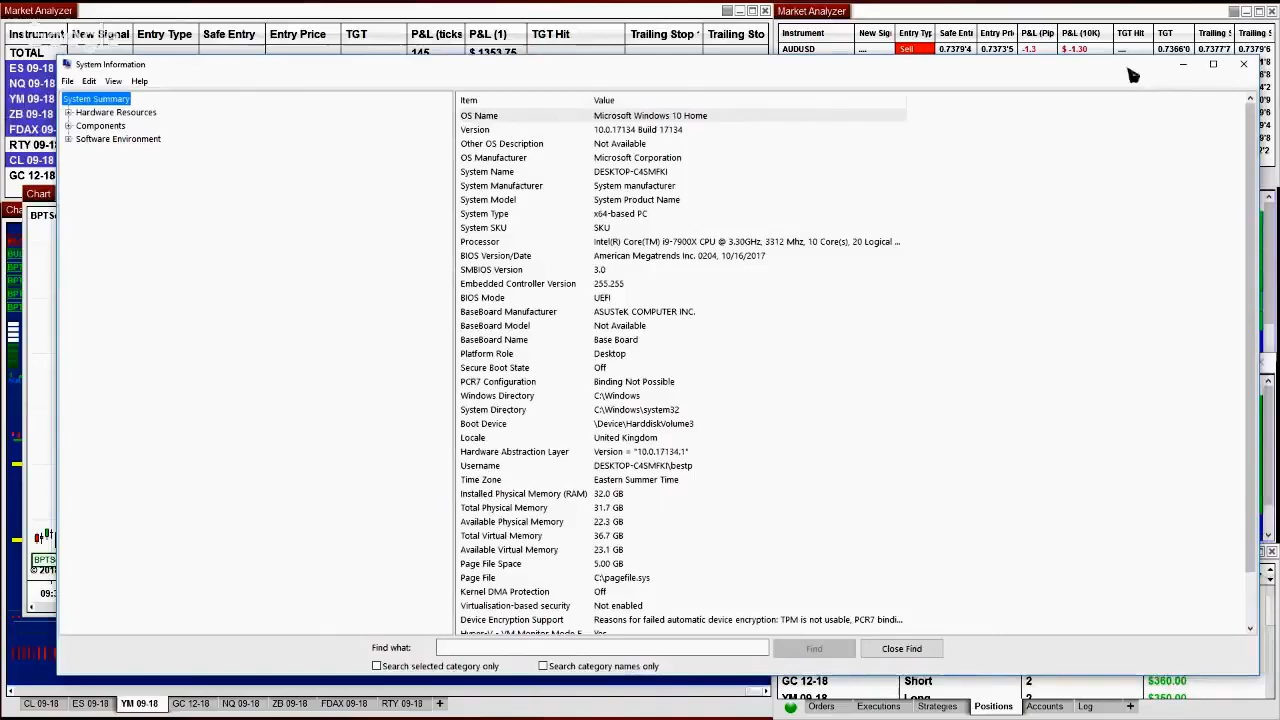 Market Analyzer
Instrument New Signal Entry Type Safe Entry Entry Price TGT P&L (ticks P&L (1) TGT Hit Trailing Stop Trailing Sto
TOTAL 145 $ 1353.75
ES 09-18
NQ 09-18
YM 09-18
ZB 09-18
FDAX 09-
RTY 09-1
CL 09-18
GC 12-18
Chart
BPTS
BPTS
© 201
09:3
Market Analyzer
Instrument New Sig Entry Typ Safe Ent Entry Pric P&L (Pip P&L (10K) TGT Hit TGT Trailing Trailing S
AUDUSD .... Sell 0.7379'4 0.7373'5 -1.3 $ -1.30 .... 0.7366'0 0.7377'7 0.7379'6
System Information
File Edit View Help
System Summary
Hardware Resources
Components
Software Environment
Item Value
OS Name Microsoft Windows 10 Home
Version 10.0.17134 Build 17134
Other OS Description Not Available
OS Manufacturer Microsoft Corporation
System Name DESKTOP-C4SMFKI
System Manufacturer System manufacturer
System Model System Product Name
System Type x64-based PC
System SKU SKU
Processor Intel(R) Core(TM) i9-7900X CPU @ 3.30GHz, 3312 Mhz, 10 Core(s), 20 Logical ...
BIOS Version/Date American Megatrends Inc. 0204, 10/16/2017
SMBIOS Version 3.0
Embedded Controller Version 255.255
BIOS Mode UEFI
BaseBoard Manufacturer ASUSTeK COMPUTER INC.
BaseBoard Model Not Available
BaseBoard Name Base Board
Platform Role Desktop
Secure Boot State Off
PCR7 Configuration Binding Not Possible
Windows Directory C:\Windows
System Directory C:\Windows\system32
Boot Device \Device\HarddiskVolume3
Locale United Kingdom
Hardware Abstraction Layer Version = "10.0.17134.1"
Username DESKTOP-C4SMFKI\bestp
Time Zone Eastern Summer Time
Installed Physical Memory (RAM) 32.0 GB
Total Physical Memory 31.7 GB
Available Physical Memory 22.3 GB
Total Virtual Memory 36.7 GB
Available Virtual Memory 23.1 GB
Page File Space 5.00 GB
Page File C:\pagefile.sys
Kernel DMA Protection Off
Virtualisation-based security Not enabled
Device Encryption Support Reasons for failed automatic device encryption: TPM is not usable, PCR7 bindi...
Find what: Find Close Find
Search selected category only Search category names only
GC 12-18 Short 2 $360.00
YM 09-18 Long 2 $350.00
CL 09-18 ES 09-18 YM 09-18 GC 12-18 NQ 09-18 ZB 09-18 FDAX 09-18 RTY 09-18 +
Orders Executions Strategies Positions Accounts Log +